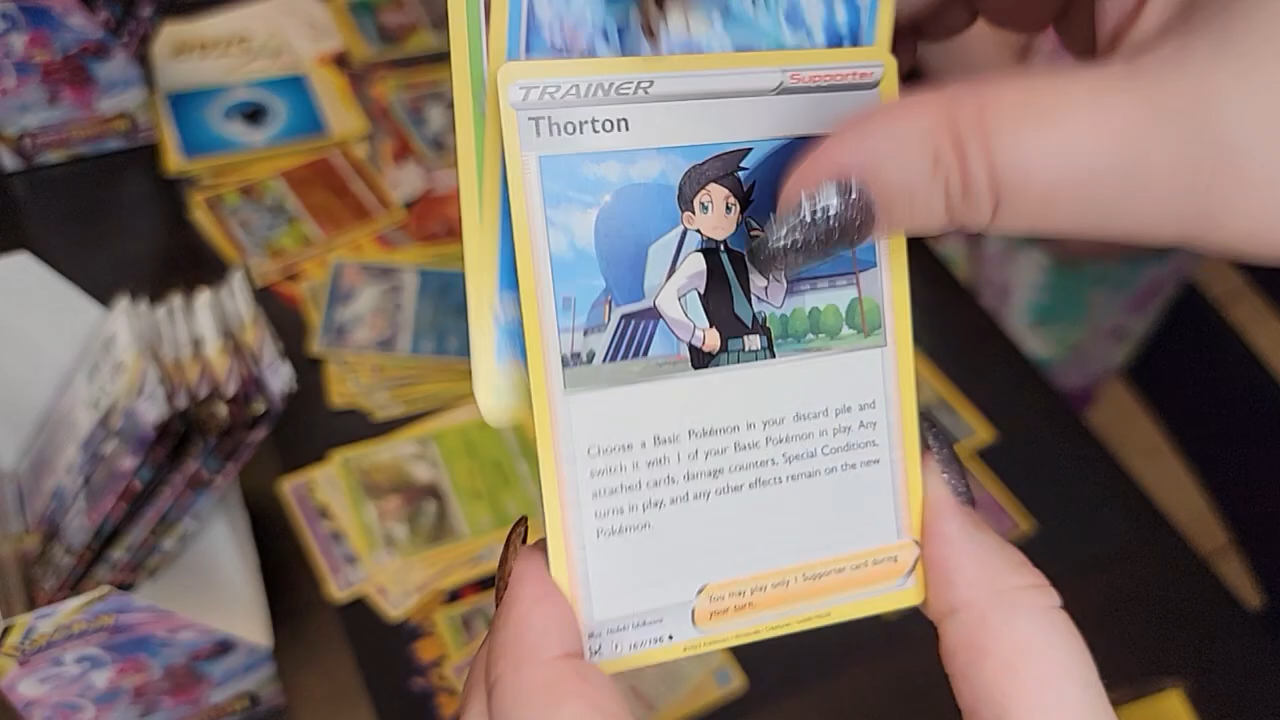 TRAINER
Supporter
Thorton
Choose a Basic Pokémon in your discard pile and
switch it with 1 of your Basic Pokémon in play. Any
attached cards, damage counters, Special Conditions,
turns in play, and any other effects remain on the new
Pokémon.
You may play only 1 Supporter card during
your turn.
167/196